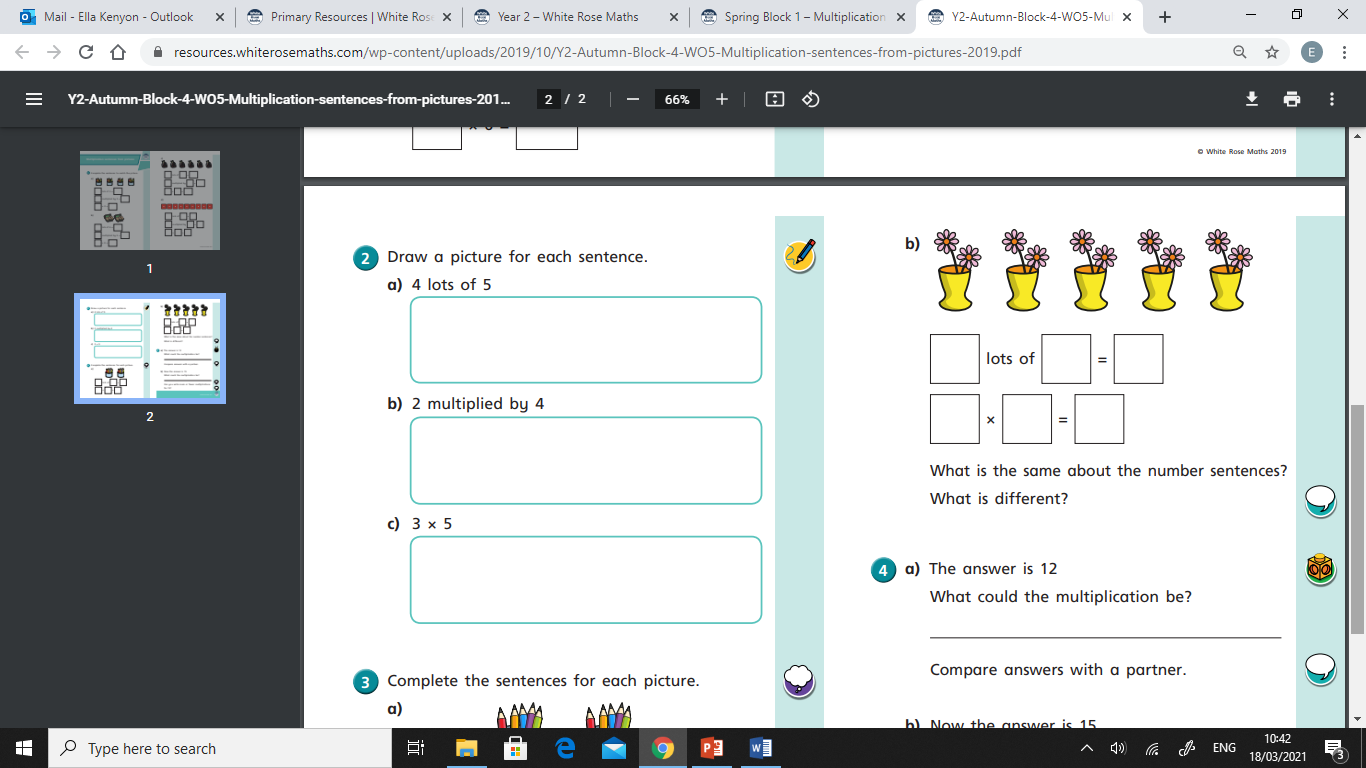 Mail - Ella Kenyon - Outlook
Primary Resources | White Rose
Year 2 – White Rose Maths
Spring Block 1 – Multiplication
Y2-Autumn-Block-4-WO5-Mul
resources.whiterosemaths.com/wp-content/uploads/2019/10/Y2-Autumn-Block-4-WO5-Multiplication-sentences-from-pictures-2019.pdf
E
Y2-Autumn-Block-4-WO5-Multiplication-sentences-from-pictures-201...
2 / 2
66%
1
2
© White Rose Maths 2019
2 Draw a picture for each sentence.
a) 4 lots of 5
b) 2 multiplied by 4
c) 3 × 5
3 Complete the sentences for each picture.
a)
b)
lots of =
× =
What is the same about the number sentences?
What is different?
4 a) The answer is 12
What could the multiplication be?
Compare answers with a partner.
b) Now the answer is 15
Type here to search
ENG
10:42
18/03/2021
3